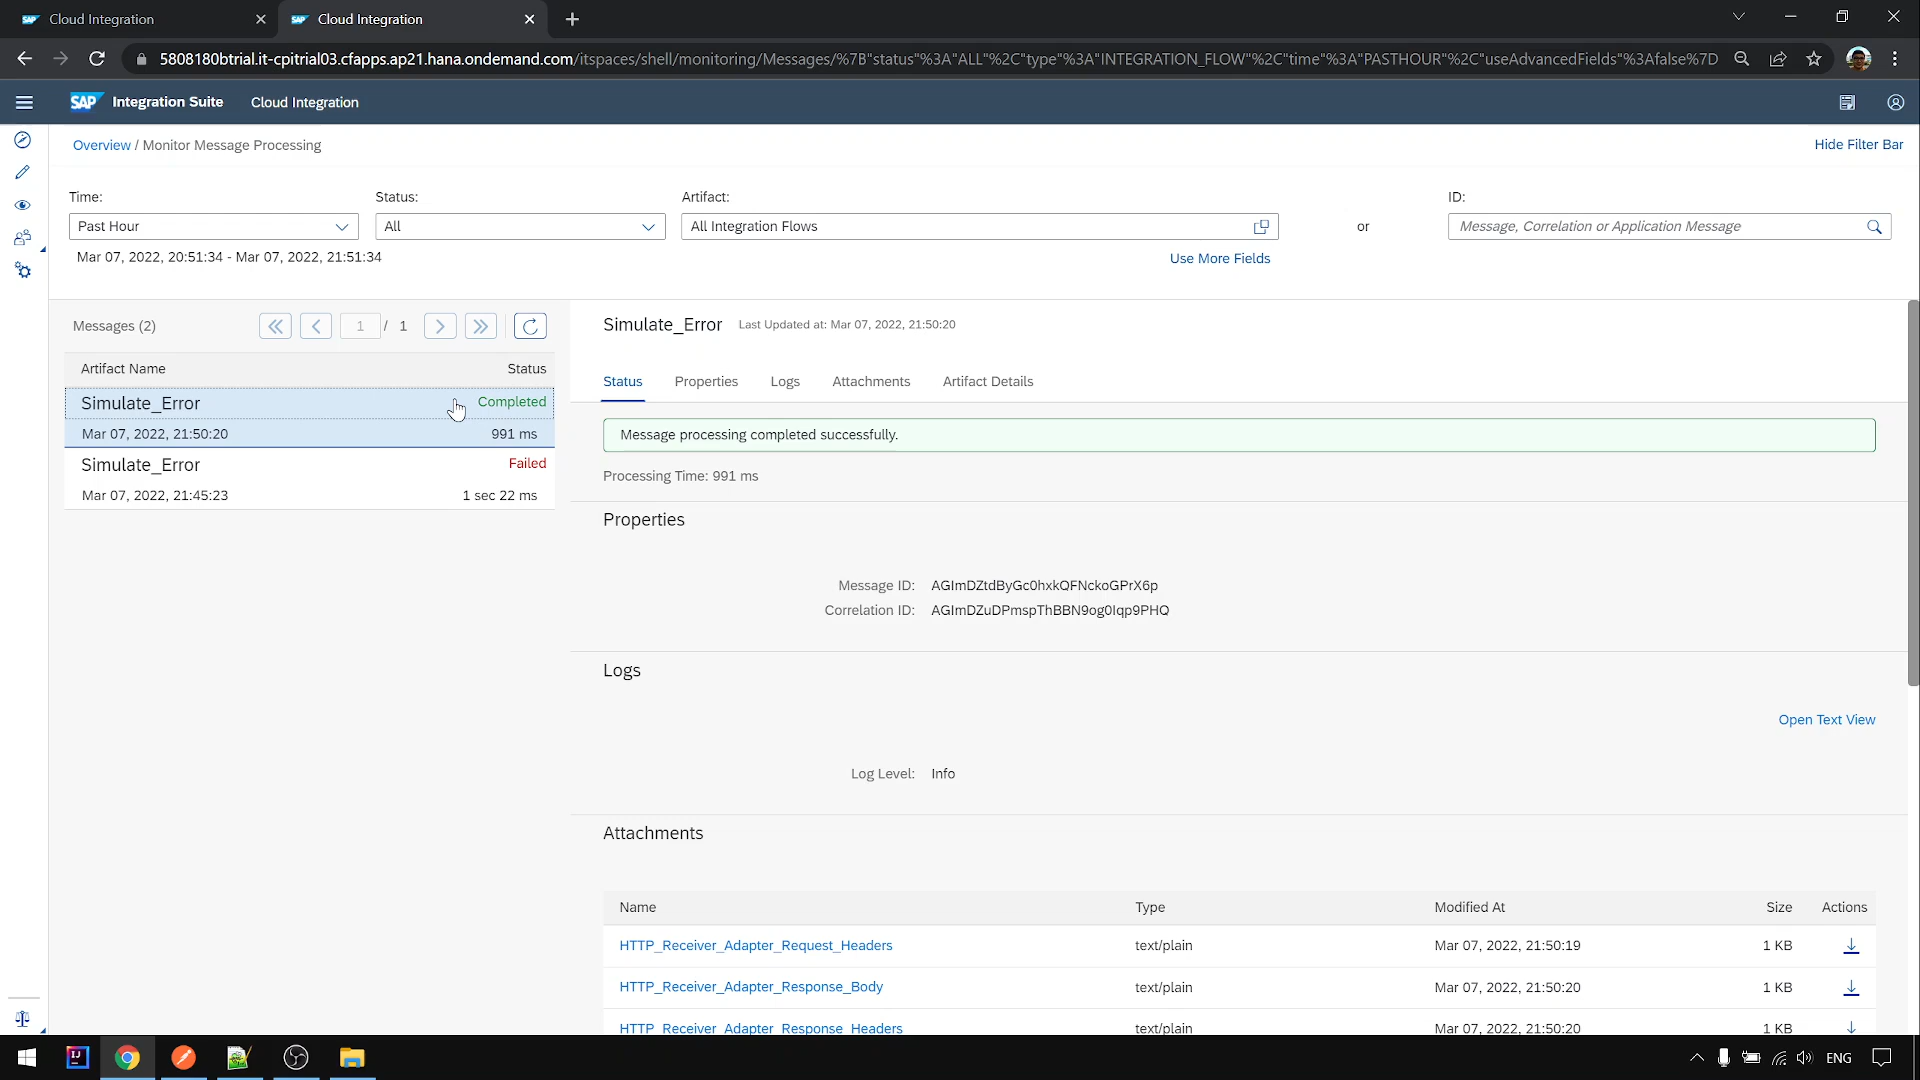 SAP Cloud Integration
SAP Cloud Integration
5808180btrial.it-cpitrial03.cfapps.ap21.hana.ondemand.com/itspaces/shell/monitoring/Messages/%7B"status"%3A"ALL"%2C"type"%3A"INTEGRATION_FLOW"%2C"time"%3A"PASTHOUR"%2C"useAdvancedFields"%3Afalse%7D
SAP Integration Suite Cloud Integration
Overview / Monitor Message Processing
Hide Filter Bar
Time: Status: Artifact: ID:
Past Hour All All Integration Flows or Message, Correlation or Application Message
Mar 07, 2022, 20:51:34 - Mar 07, 2022, 21:51:34
Use More Fields
Messages (2) 1 / 1
Artifact Name Status
Simulate_Error Completed
Mar 07, 2022, 21:50:20 991 ms
Simulate_Error Failed
Mar 07, 2022, 21:45:23 1 sec 22 ms
Simulate_Error Last Updated at: Mar 07, 2022, 21:50:20
Status Properties Logs Attachments Artifact Details
Message processing completed successfully.
Processing Time: 991 ms
Properties
Message ID: AGImDZtdByGc0hxkQFNckoGPrX6p
Correlation ID: AGImDZuDPmspThBBN9og0Iqp9PHQ
Logs
Open Text View
Log Level: Info
Attachments
Name Type Modified At Size Actions
HTTP_Receiver_Adapter_Request_Headers text/plain Mar 07, 2022, 21:50:19 1 KB
HTTP_Receiver_Adapter_Response_Body text/plain Mar 07, 2022, 21:50:20 1 KB
HTTP_Receiver_Adapter_Response_Headers text/plain Mar 07, 2022, 21:50:20 1 KB
IJ
ENG